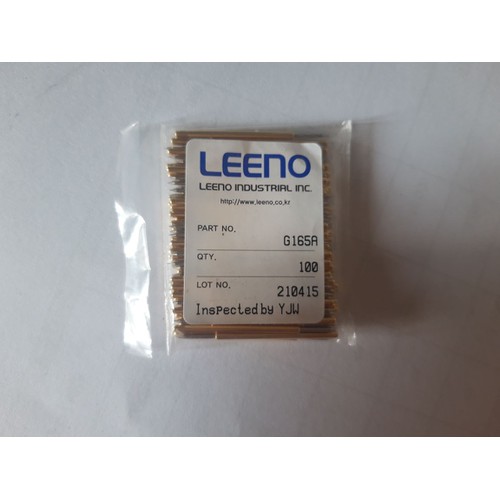 LEENO
LEENO INDUSTRIAL INC.
http://www.leeno.co.kr
PART NO. G165A
QTY. 100
LOT NO. 210415
Inspected by YJW